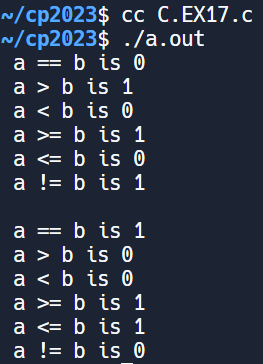 ~/cp2023$ cc C.EX17.c
~/cp2023$ ./a.out
a == b is 0
a > b is 1
a < b is 0
a >= b is 1
a <= b is 0
a != b is 1

a == b is 1
a > b is 0
a < b is 0
a >= b is 1
a <= b is 1
a != b is 0